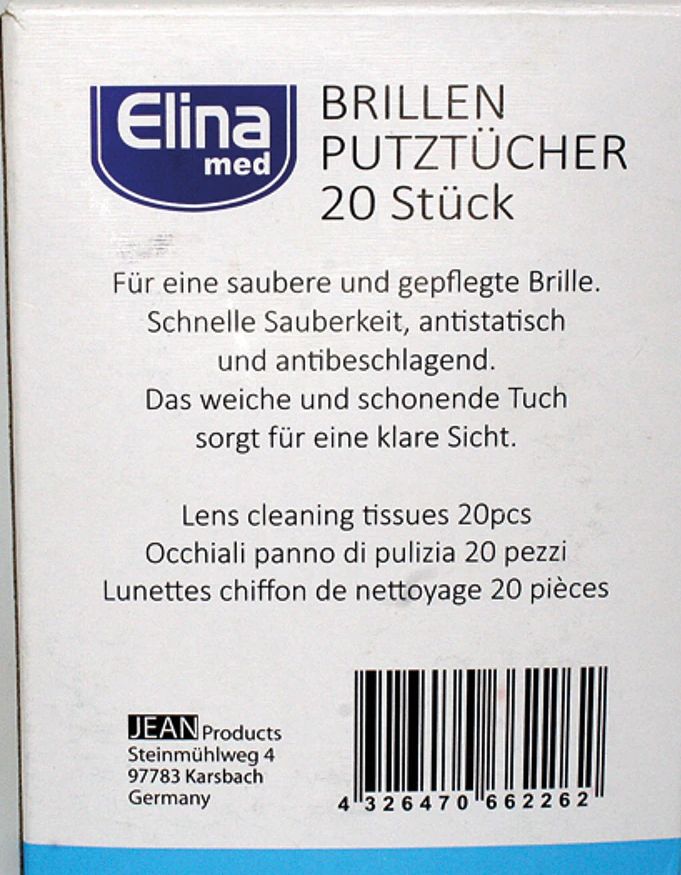 Elina
med
BRILLEN
PUTZTÜCHER
20 Stück
Für eine saubere und gepflegte Brille.
Schnelle Sauberkeit, antistatisch
und antibeschlagend.
Das weiche und schonende Tuch
sorgt für eine klare Sicht.
Lens cleaning tissues 20pcs
Occhiali panno di pulizia 20 pezzi
Lunettes chiffon de nettoyage 20 pièces
JEAN Products
Steinmühlweg 4
97783 Karsbach
Germany
4 326470 662262